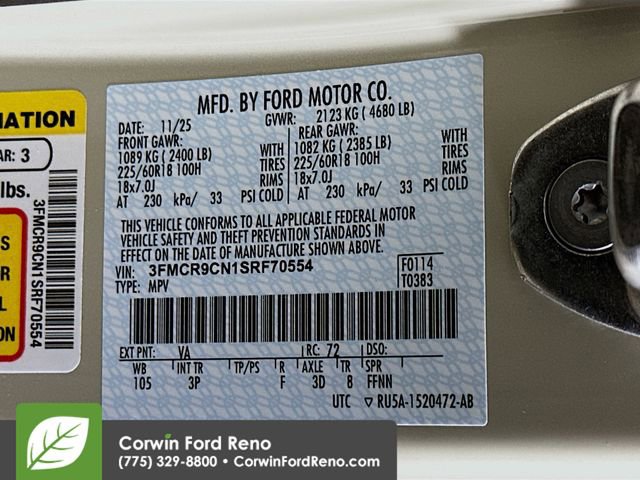 MATION
AR: 3
lbs.
S
R
L
ON
3FMCR9CN1SRF70554
MFD. BY FORD MOTOR CO.
DATE: 11/25 GVWR: 2123 KG ( 4680 LB)
FRONT GAWR: REAR GAWR:
1089 KG ( 2400 LB) WITH 1082 KG ( 2385 LB) WITH
225/60R18 100H TIRES 225/60R18 100H TIRES
18x7.0J RIMS 18x7.0J RIMS
AT 230 kPa/ 33 PSI COLD AT 230 kPa/ 33 PSI COLD
THIS VEHICLE CONFORMS TO ALL APPLICABLE FEDERAL MOTOR
VEHICLE SAFETY AND THEFT PREVENTION STANDARDS IN
EFFECT ON THE DATE OF MANUFACTURE SHOWN ABOVE.
VIN: 3FMCR9CN1SRF70554 F0114
TYPE: MPV T0383
EXT PNT: VA RC: 72 DSO:
WB INT TR TP/PS R AXLE TR SPR
105 3P F 3D 8 FFNN
UTC ▽ RU5A-1520472-AB
Corwin Ford Reno
(775) 329-8800 • CorwinFordReno.com